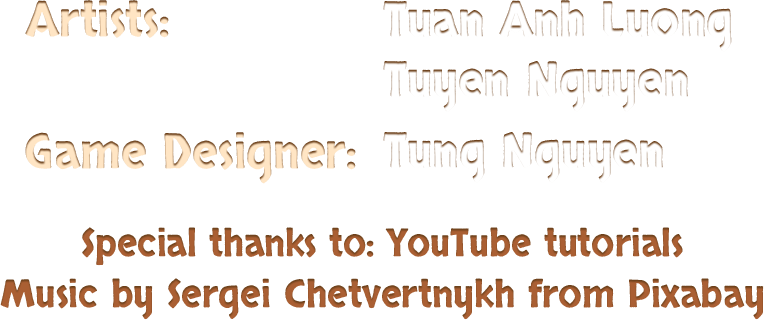 Artists: Tuan Anh Luong
Tuyen Nguyen
Game Designer: Tung Nguyen
Special thanks to: YouTube tutorials
Music by Sergei Chetvertnykh from Pixabay